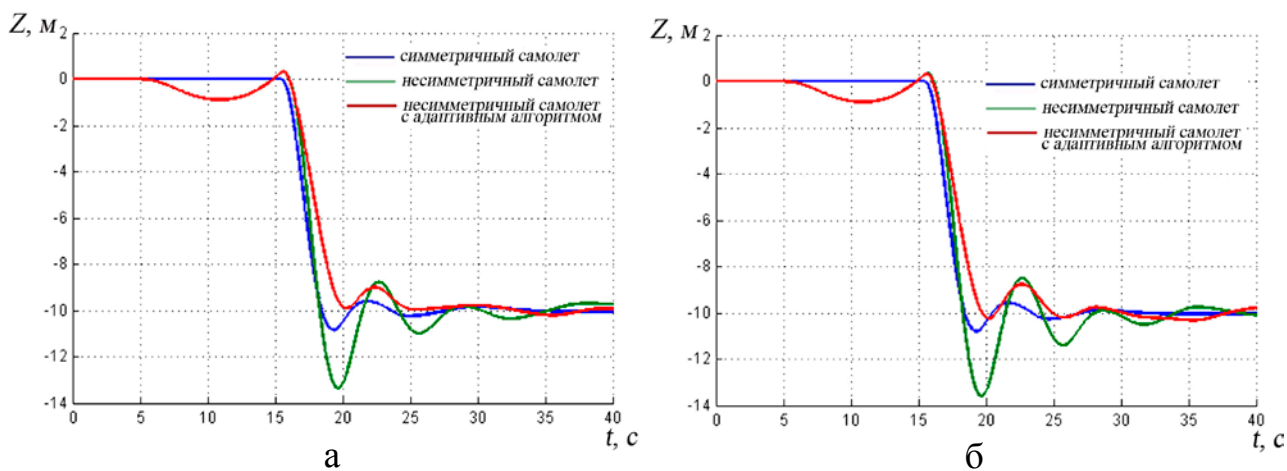 Z, м
2
0
-2
-4
-6
-8
-10
-12
-14
0 5 10 15 20 25 30 35 40
t, с
симметричный самолет
несимметричный самолет
несимметричный самолет
с адаптивным алгоритмом
а
Z, м
2
0
-2
-4
-6
-8
-10
-12
-14
0 5 10 15 20 25 30 35 40
t, с
симметричный самолет
несимметричный самолет
несимметричный самолет
с адаптивным алгоритмом
б